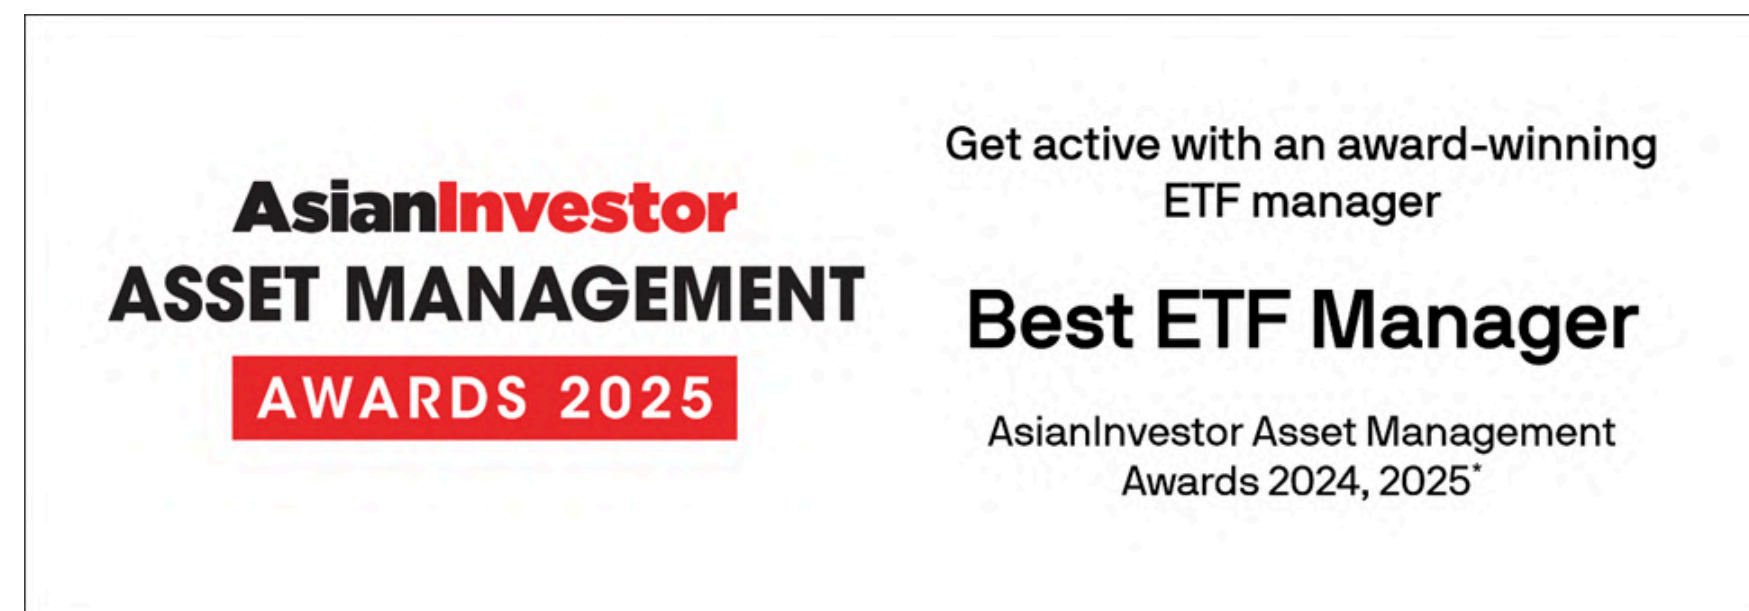 AsianInvestor
ASSET MANAGEMENT
AWARDS 2025
Get active with an award-winning
ETF manager
Best ETF Manager
AsianInvestor Asset Management
Awards 2024, 2025*